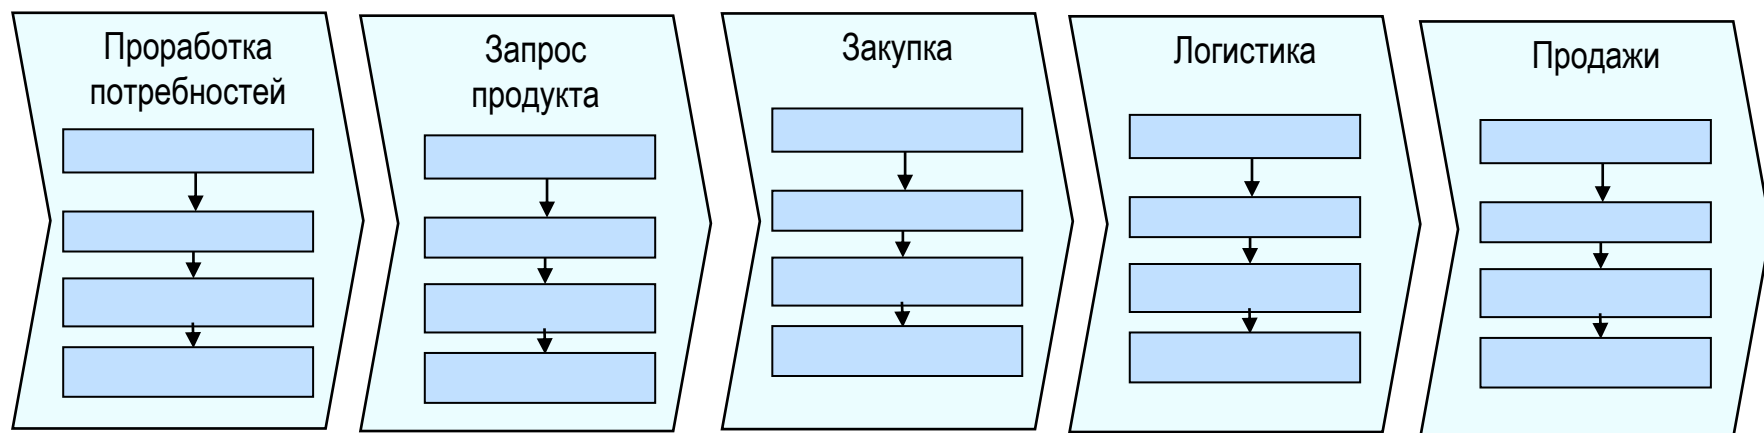 Проработка
потребностей
Запрос
продукта
Закупка
Логистика
Продажи